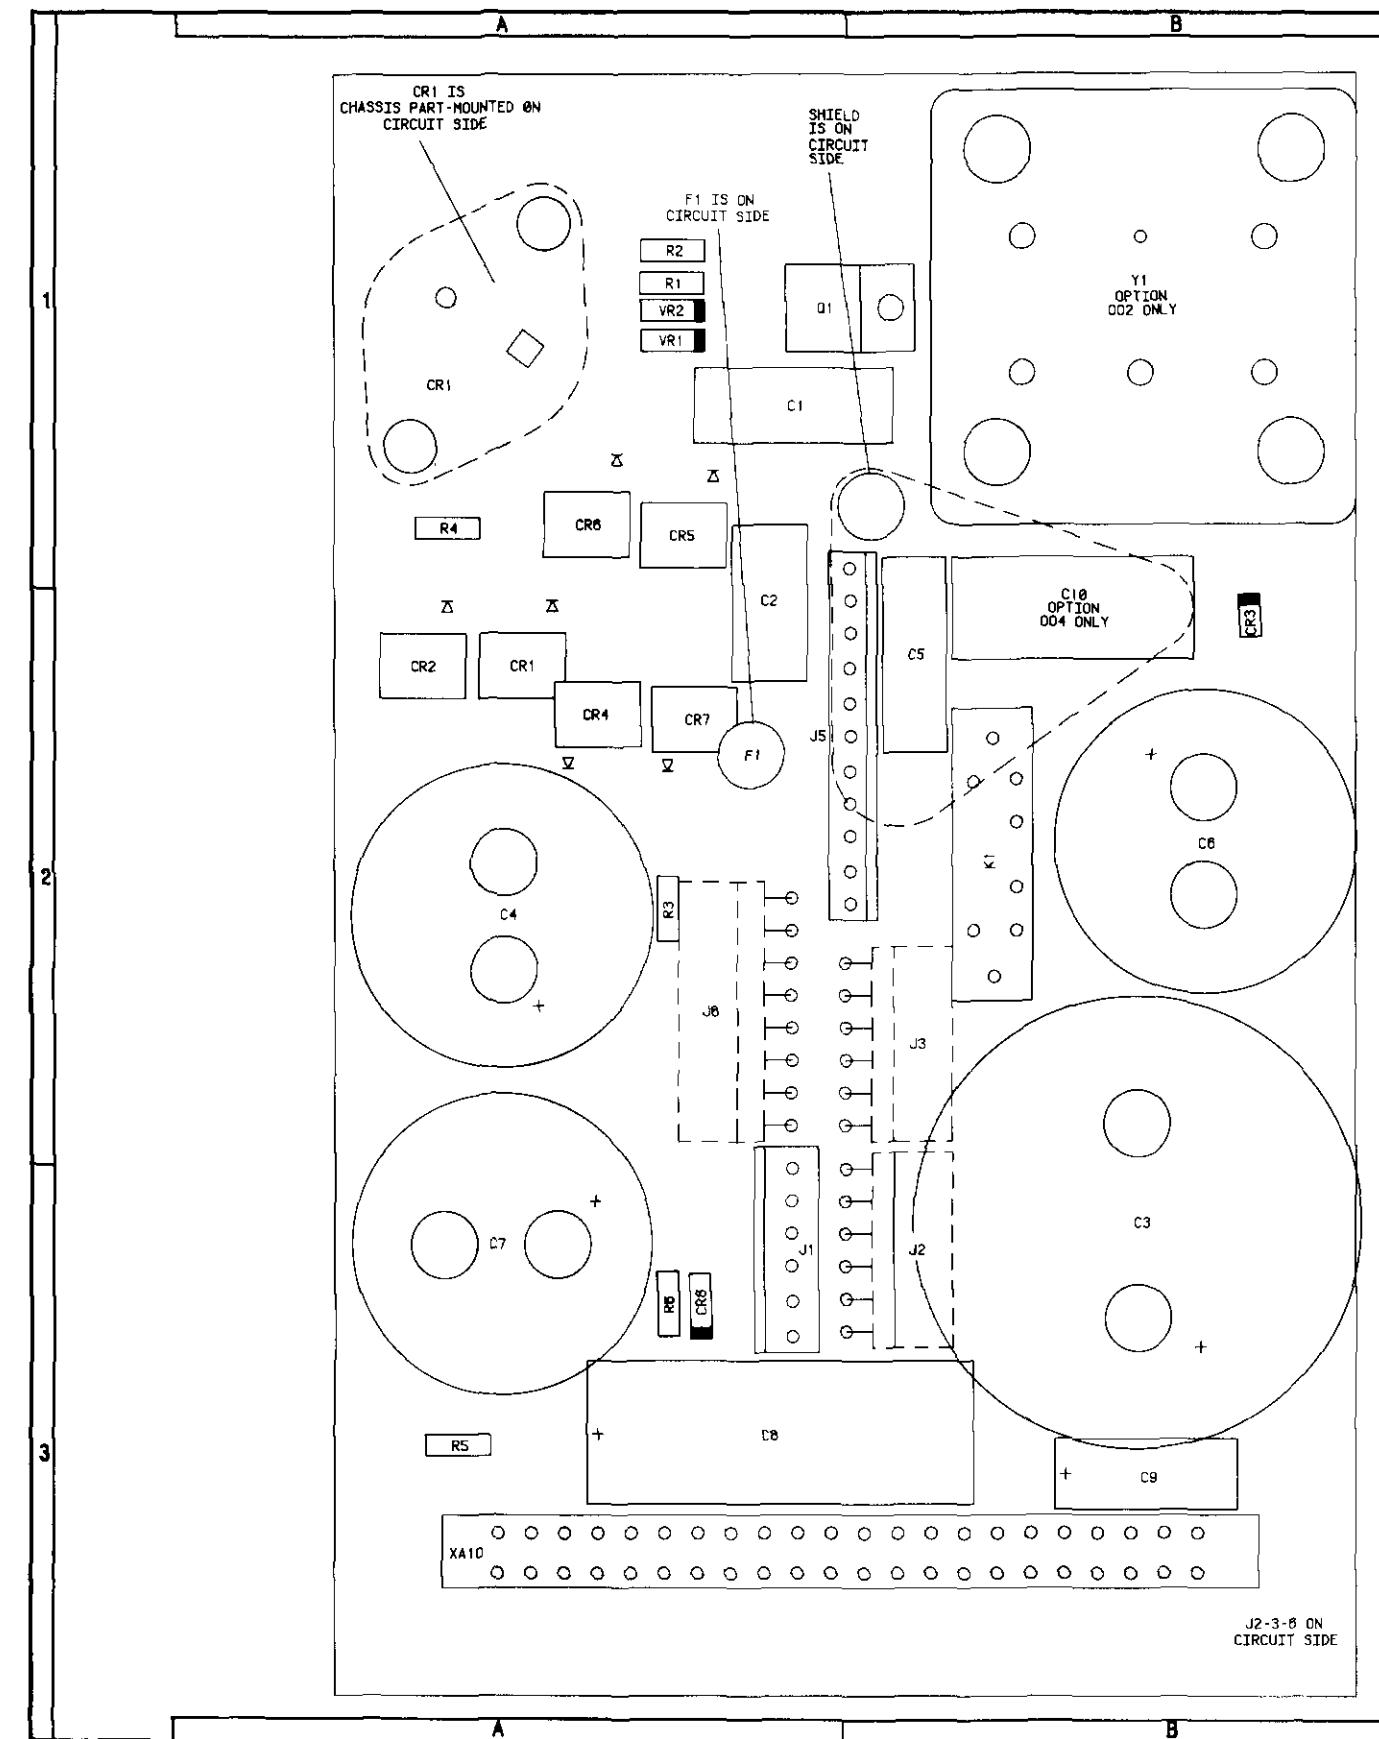 A
B
CR1 IS
CHASSIS PART-MOUNTED ON
CIRCUIT SIDE
SHIELD
IS ON
CIRCUIT
SIDE
F1 IS ON
CIRCUIT SIDE
R2
R1
VR2
VR1
Q1
Y1
OPTION
002 ONLY
1
CR1
C1
R4
CR6
CR5
C2
C10
OPTION
004 ONLY
CR3
C5
CR2
CR1
CR4
CR7
F1
J5
+
C6
K1
2
C4
+
R3
J6
J3
C7
+
J1
J2
C3
+
R6
CR8
+
C8
3
R5
+
C9
XA10
J2-3-6 ON
CIRCUIT SIDE
A
B